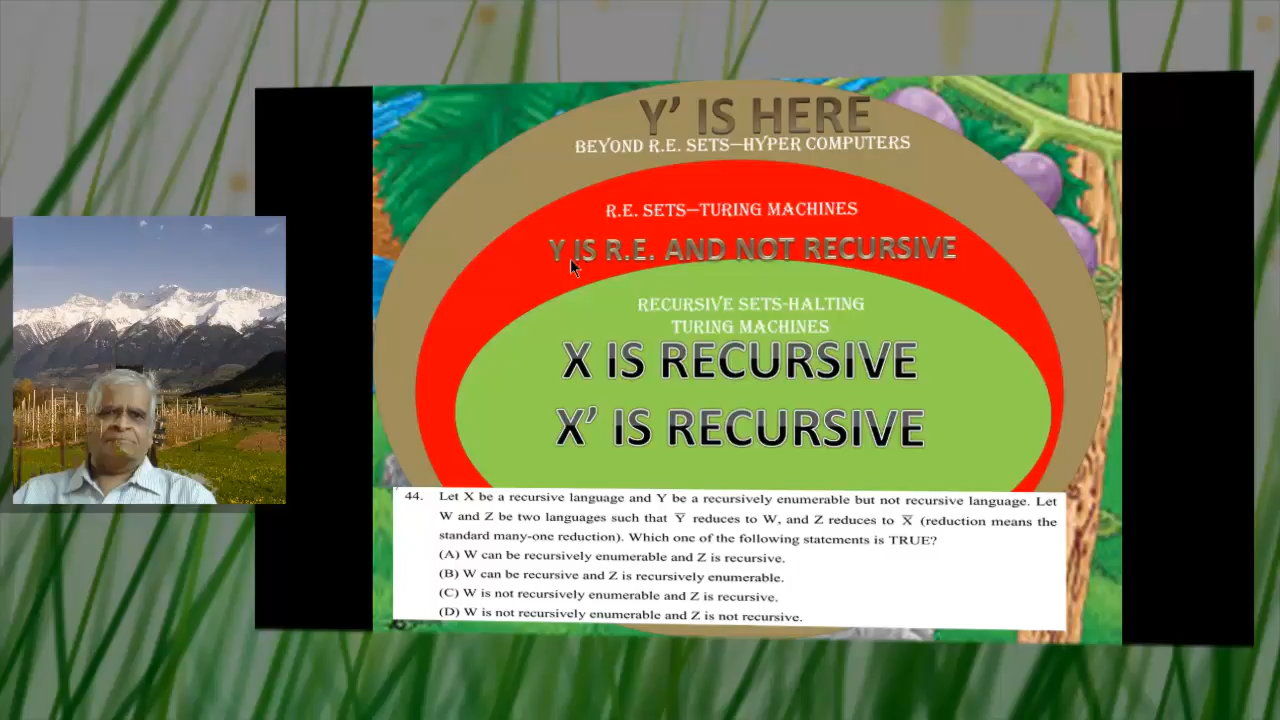 Y’ IS HERE
BEYOND R.E. SETS—HYPER COMPUTERS
R.E. SETS—TURING MACHINES
Y IS R.E. AND NOT RECURSIVE
RECURSIVE SETS-HALTING
TURING MACHINES
X IS RECURSIVE
X’ IS RECURSIVE
44. Let X be a recursive language and Y be a recursively enumerable but not recursive language. Let
W and Z be two languages such that Y̅ reduces to W, and Z reduces to X̅ (reduction means the
standard many-one reduction). Which one of the following statements is TRUE?
(A) W can be recursively enumerable and Z is recursive.
(B) W can be recursive and Z is recursively enumerable.
(C) W is not recursively enumerable and Z is recursive.
(D) W is not recursively enumerable and Z is not recursive.